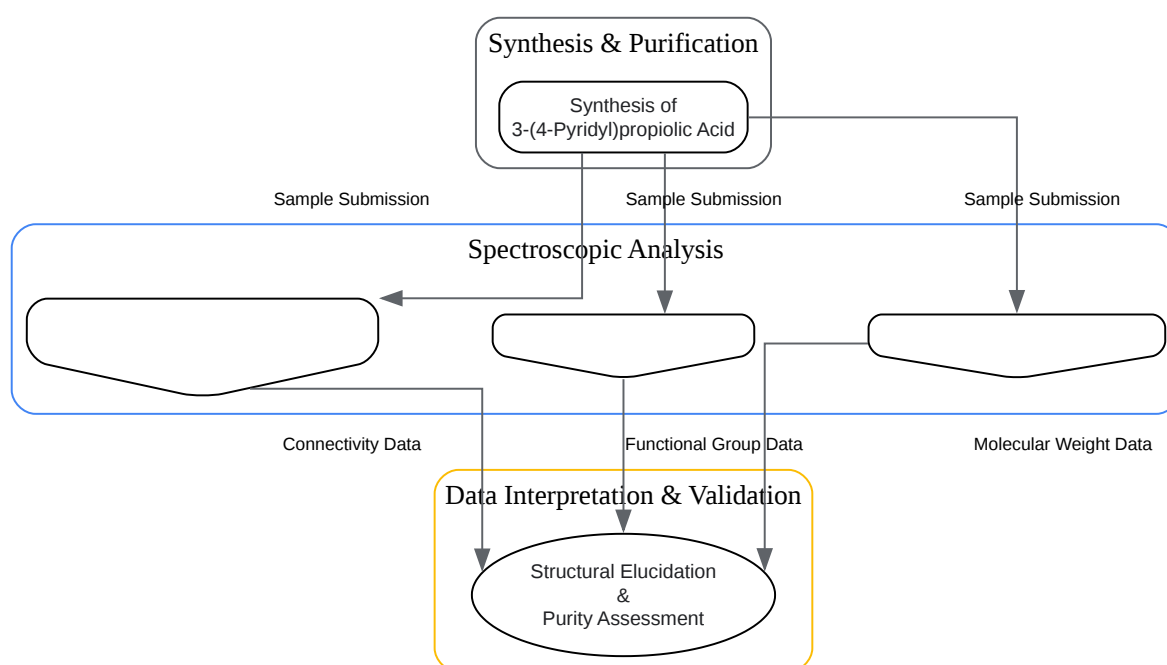 Synthesis & Purification
Synthesis of
3-(4-Pyridyl)propiolic Acid
Sample Submission
Sample Submission
Sample Submission
Spectroscopic Analysis
Connectivity Data
Functional Group Data
Molecular Weight Data
Data Interpretation & Validation
Structural Elucidation
&
Purity Assessment